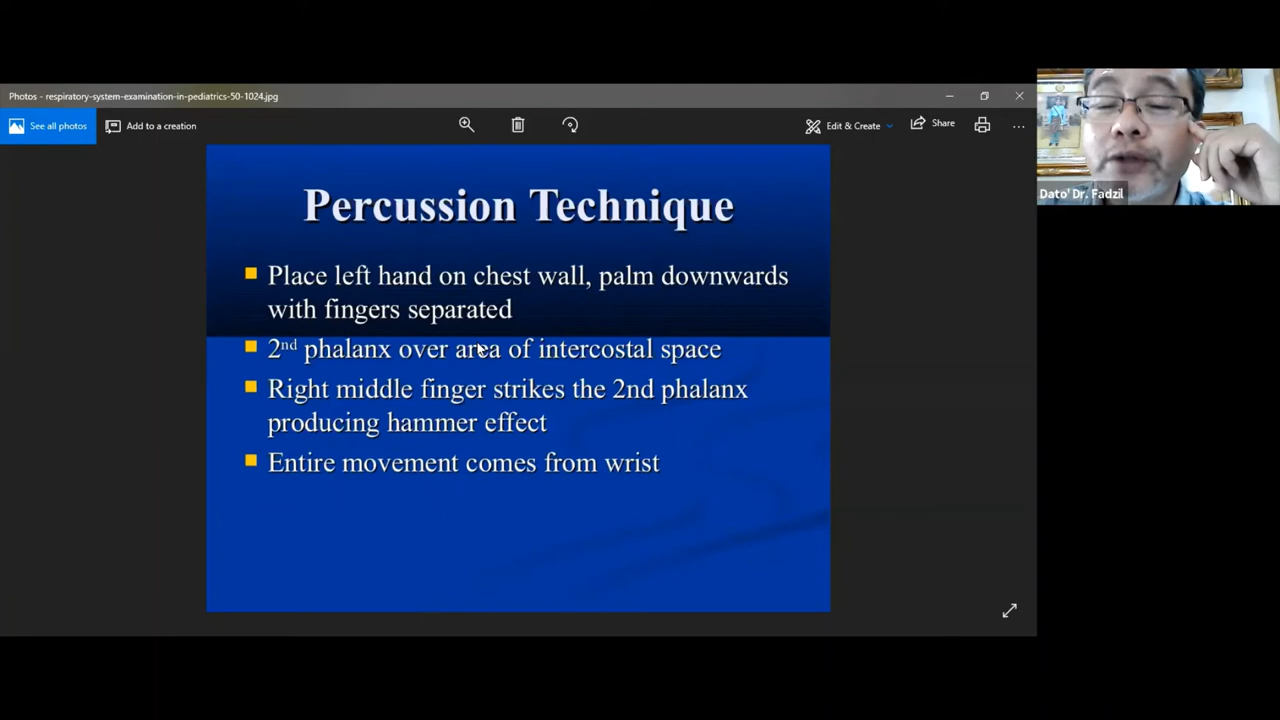 Photos - respiratory-system-examination-in-pediatrics-50-1024.jpg
See all photos
Add to a creation
Edit & Create
Share
Dato' Dr. Fadzil
Percussion Technique
Place left hand on chest wall, palm downwards
with fingers separated
2nd phalanx over area of intercostal space
Right middle finger strikes the 2nd phalanx
producing hammer effect
Entire movement comes from wrist